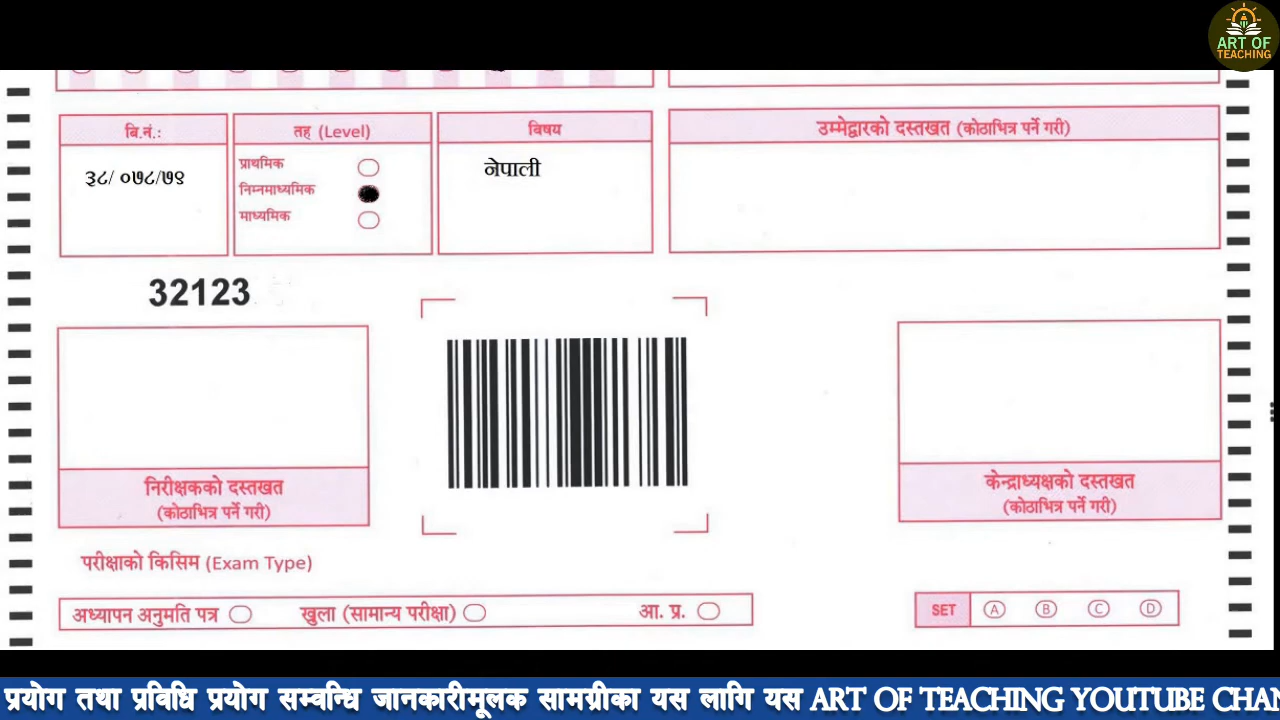 ART OF
TEACHING
बि.नं.:
तह (Level)
विषय
उम्मेद्वारको दस्तखत (कोठाभित्र पर्ने गरी)
३८/ ०७८/७९
प्राथमिक
निम्नमाध्यमिक
माध्यमिक
नेपाली
32123
निरीक्षकको दस्तखत
(कोठाभित्र पर्ने गरी)
केन्द्राध्यक्षको दस्तखत
(कोठाभित्र पर्ने गरी)
परीक्षाको किसिम (Exam Type)
अध्यापन अनुमति पत्र
खुला (सामान्य परीक्षा)
आ. प्र.
SET A B C D
प्रयोग तथा प्रविधि प्रयोग सम्वन्धि जानकारीमूलक सामग्रीका यस लागि यस ART OF TEACHING YOUTUBE CHAN